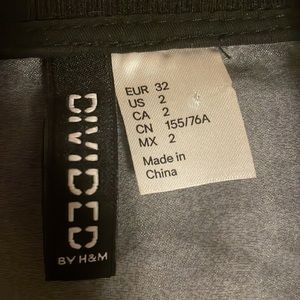 DIVIDED
BY H&M
EUR 32
US 2
CA 2
CN 155/76A
MX 2
Made in
China